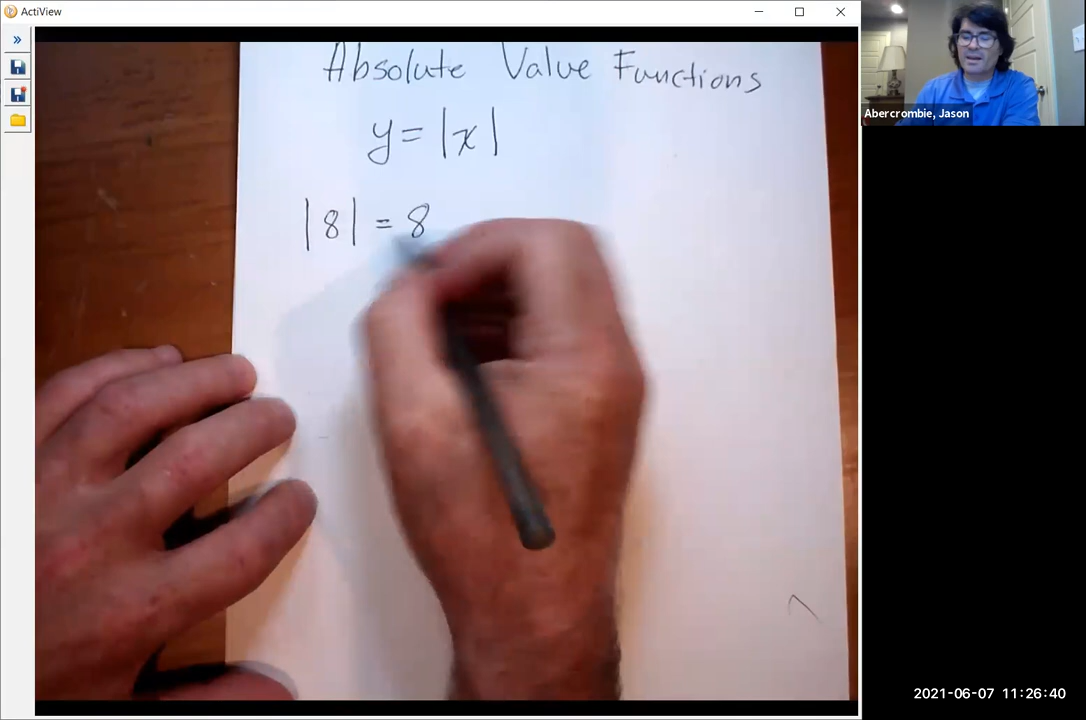 ActiView
Absolute Value Functions
y = |x|
|8| = 8
Abercrombie, Jason
2021-06-07 11:26:40